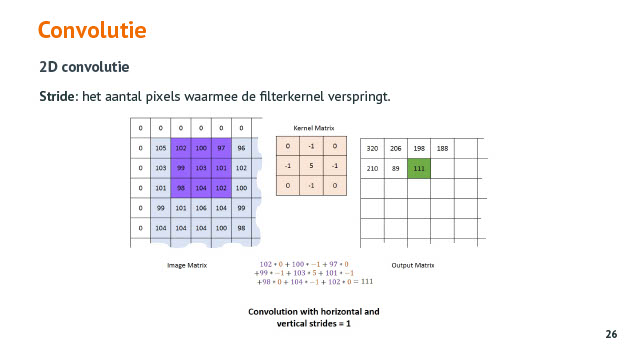 Convolutie
2D convolutie
Stride: het aantal pixels waarmee de filterkernel verspringt.
0 0 0 0 0 0
0 105 102 100 97 96
0 103 99 103 101 102
0 101 98 104 102 100
0 99 101 106 104 99
0 104 104 104 100 98
Image Matrix
Kernel Matrix
0 -1 0
-1 5 -1
0 -1 0
320 206 198 188
210 89 111
Output Matrix
102 * 0 + 100 * −1 + 97 * 0
+99 * −1 + 103 * 5 + 101 * −1
+98 * 0 + 104 * −1 + 102 * 0 = 111
Convolution with horizontal and
vertical strides = 1
26